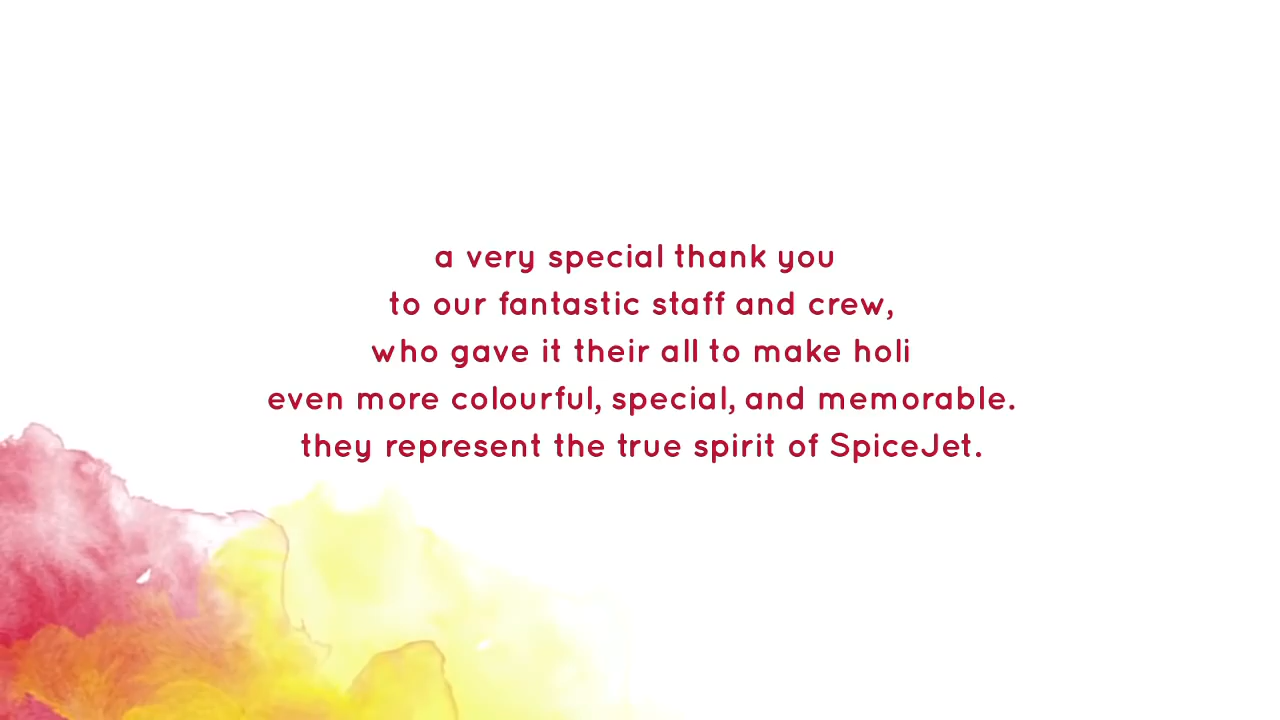 a very special thank you
to our fantastic staff and crew,
who gave it their all to make holi
even more colourful, special, and memorable.
they represent the true spirit of SpiceJet.